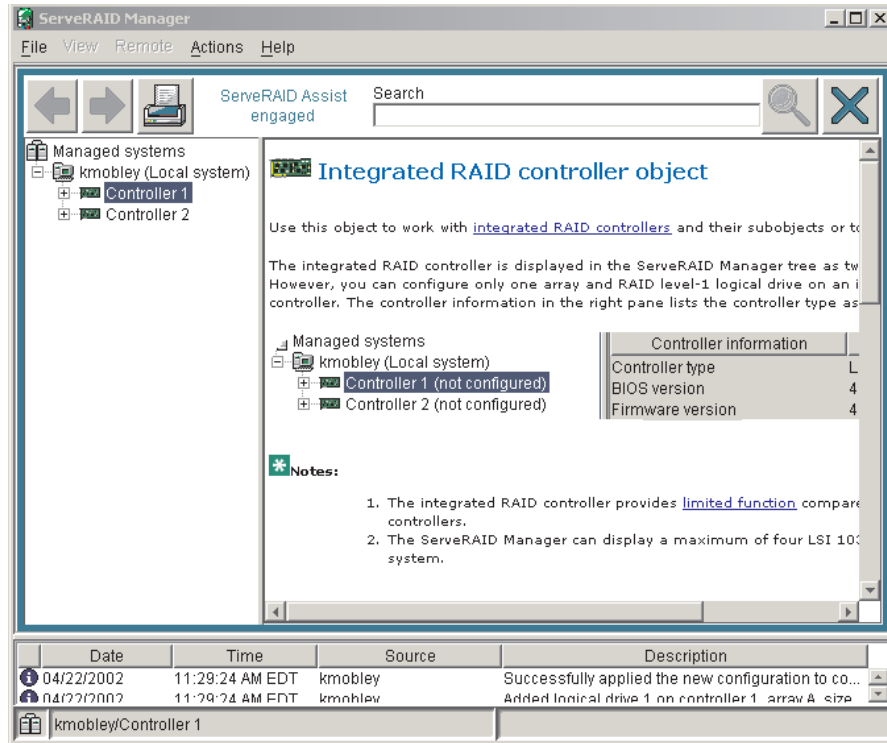 ServeRAID Manager
File View Remote Actions Help
ServeRAID Assist
engaged
Search
Managed systems
kmobley (Local system)
Controller 1
Controller 2
Integrated RAID controller object
Use this object to work with integrated RAID controllers and their subobjects or to
The integrated RAID controller is displayed in the ServeRAID Manager tree as tw
However, you can configure only one array and RAID level-1 logical drive on an i
controller. The controller information in the right pane lists the controller type as
Managed systems
kmobley (Local system)
Controller 1 (not configured)
Controller 2 (not configured)
Controller information
Controller type L
BIOS version 4
Firmware version 4
Notes:
1. The integrated RAID controller provides limited function compare
controllers.
2. The ServeRAID Manager can display a maximum of four LSI 103
system.
Date Time Source Description
04/22/2002 11:29:24 AM EDT kmobley Successfully applied the new configuration to co...
04/22/2002 11:29:24 AM EDT kmobley Added logical drive 1 on controller 1, array A, size
kmobley/Controller 1